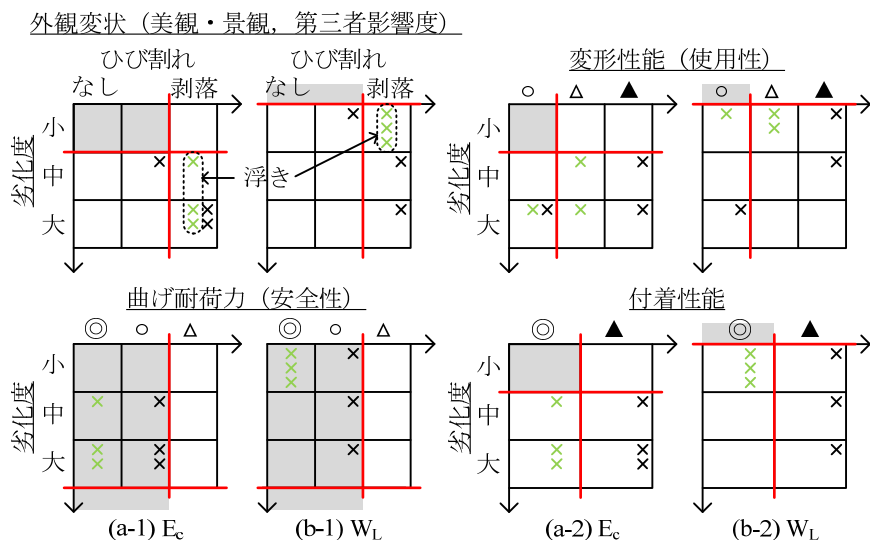 外観変状（美観・景観，第三者影響度）
ひび割れ ひび割れ
なし 剥落 なし 剥落
劣化度
小
中
大
浮き
変形性能（使用性）
○ △ ▲ ○ △ ▲
劣化度
小
中
大
曲げ耐荷力（安全性）
◎ ○ △ ◎ ○ △
劣化度
小
中
大
(a-1) Ec (b-1) WL
付着性能
◎ ▲ ◎ ▲
劣化度
小
中
大
(a-2) Ec (b-2) WL